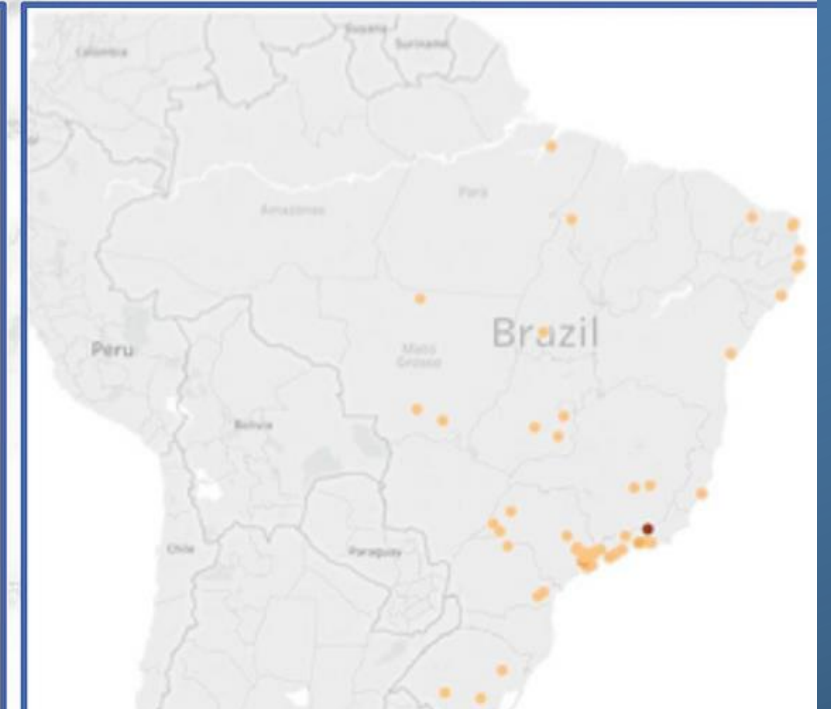 Guyana
Suriname
Colombia
Pará
Amazonas
Brazil
Peru
Mato
Grosso
Bolivia
Chile
Paraguay